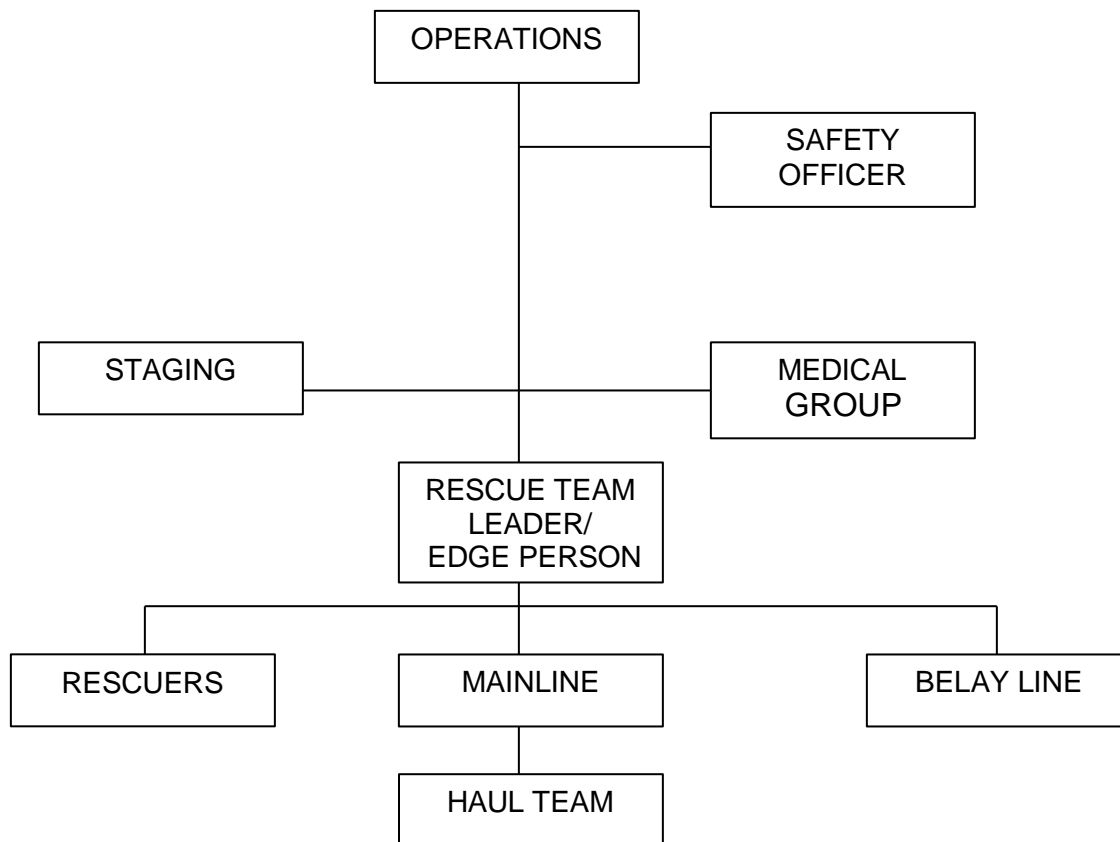 OPERATIONS
SAFETY
OFFICER
STAGING
MEDICAL
GROUP
RESCUE TEAM
LEADER/
EDGE PERSON
RESCUERS
MAINLINE
BELAY LINE
HAUL TEAM